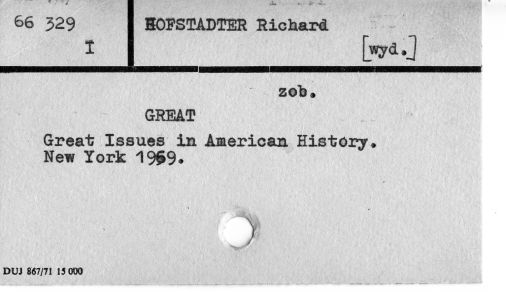 66 329
I
HOFSTADTER Richard
[wyd.]
zob.
GREAT
Great Issues in American History.
New York 1969.
DUJ 867/71 15 000